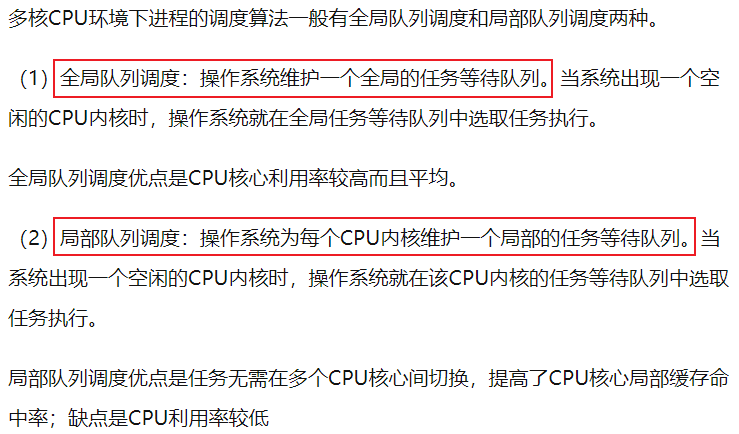 多核CPU环境下进程的调度算法一般有全局队列调度和局部队列调度两种。
（1）全局队列调度：操作系统维护一个全局的任务等待队列。当系统出现一个空
闲的CPU内核时，操作系统就在全局任务等待队列中选取任务执行。
全局队列调度优点是CPU核心利用率较高而且平均。
（2）局部队列调度：操作系统为每个CPU内核维护一个局部的任务等待队列。当
系统出现一个空闲的CPU内核时，操作系统就在该CPU内核的任务等待队列中选取
任务执行。
局部队列调度优点是任务无需在多个CPU核心间切换，提高了CPU核心局部缓存命
中率；缺点是CPU利用率较低